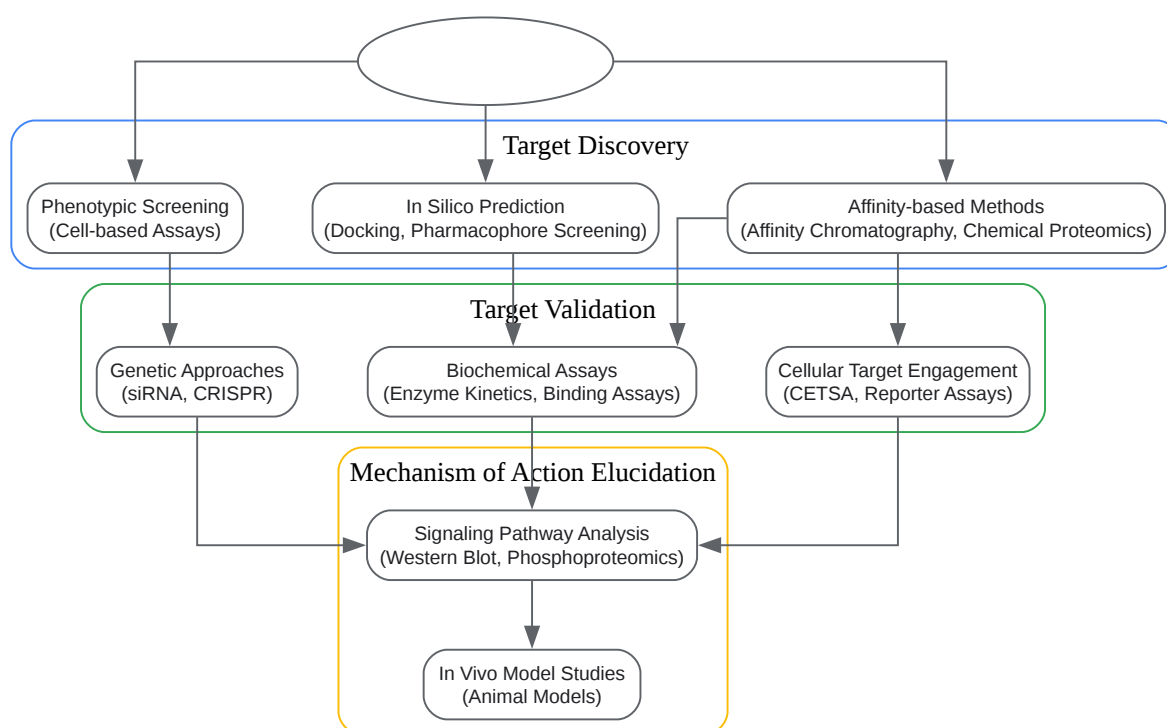 Target Discovery
Phenotypic Screening
(Cell-based Assays)
In Silico Prediction
(Docking, Pharmacophore Screening)
Affinity-based Methods
(Affinity Chromatography, Chemical Proteomics)
Target Validation
Genetic Approaches
(siRNA, CRISPR)
Biochemical Assays
(Enzyme Kinetics, Binding Assays)
Cellular Target Engagement
(CETSA, Reporter Assays)
Mechanism of Action Elucidation
Signaling Pathway Analysis
(Western Blot, Phosphoproteomics)
In Vivo Model Studies
(Animal Models)